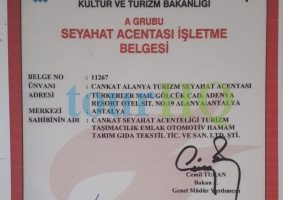 KÜLTÜR VE TURİZM BAKANLIĞI
A GRUBU
SEYAHAT ACENTASI İŞLETME
BELGESİ
BELGE NO : 11267
ÜNVANI : CANKAT ALANYA TURİZM SEYAHAT ACENTASI
ADRESİ : TÜRKERLER MAH.GÖLCÜK CAD. ADENYA
RESORT OTEL SİT. NO:19 ALANYA/ANTALYA
MERKEZİ : ANTALYA
SAHİBİNİN ADI : CANKAT SEYAHAT ACENTELİĞİ TURİZM
TAŞIMACILIK EMLAK OTOMOTİV HAMAM
TARIM GIDA TEKSTİL TİC. VE SAN. LTD. ŞTİ.
Cemil TURAN
Bakan a.
Genel Müdür Yardımcısı